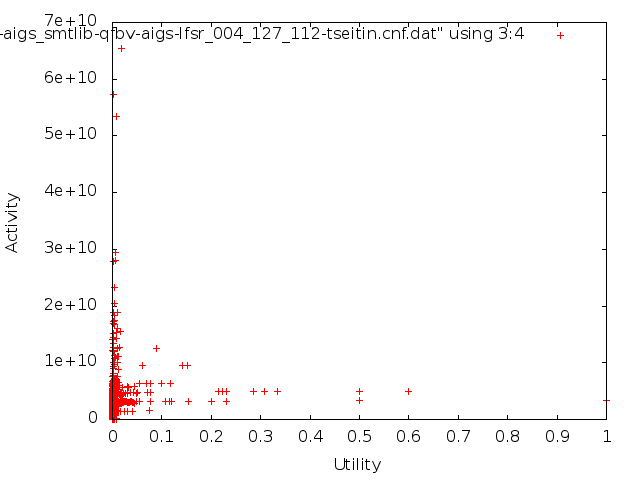 7e+10
-aigs_smtlib-qfbv-aigs-lfsr_004_127_112-tseitin.cnf.dat" using 3:4
6e+10
5e+10
4e+10
Activity
3e+10
2e+10
1e+10
0
0 0.1 0.2 0.3 0.4 0.5 0.6 0.7 0.8 0.9 1
Utility